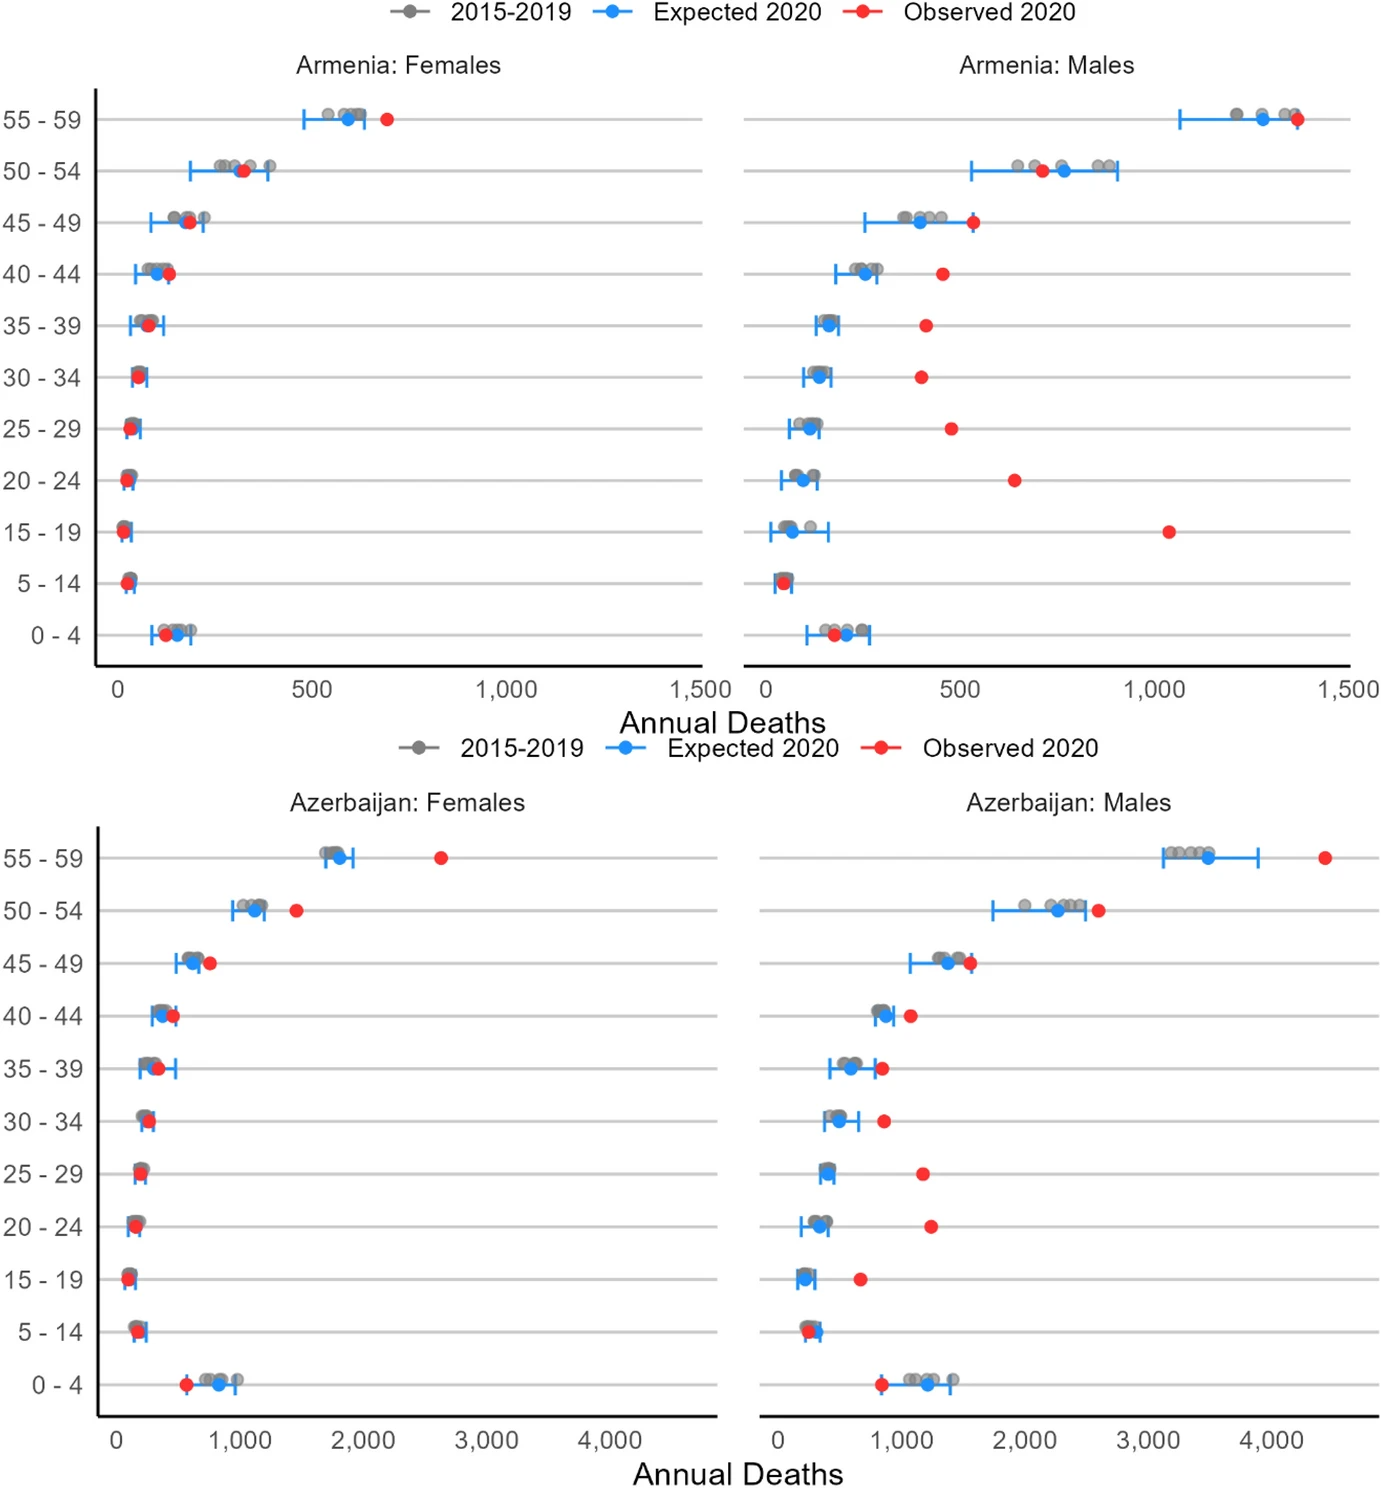 2015-2019 Expected 2020 Observed 2020
Armenia: Females Armenia: Males
55 - 59
50 - 54
45 - 49
40 - 44
35 - 39
30 - 34
25 - 29
20 - 24
15 - 19
5 - 14
0 - 4
0 500 1,000 1,500 0 500 1,000 1,500
Annual Deaths
2015-2019 Expected 2020 Observed 2020
Azerbaijan: Females Azerbaijan: Males
55 - 59
50 - 54
45 - 49
40 - 44
35 - 39
30 - 34
25 - 29
20 - 24
15 - 19
5 - 14
0 - 4
0 1,000 2,000 3,000 4,000 0 1,000 2,000 3,000 4,000
Annual Deaths